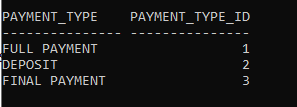 PAYMENT_TYPE PAYMENT_TYPE_ID
--------------- ---------------
FULL PAYMENT 1
DEPOSIT 2
FINAL PAYMENT 3